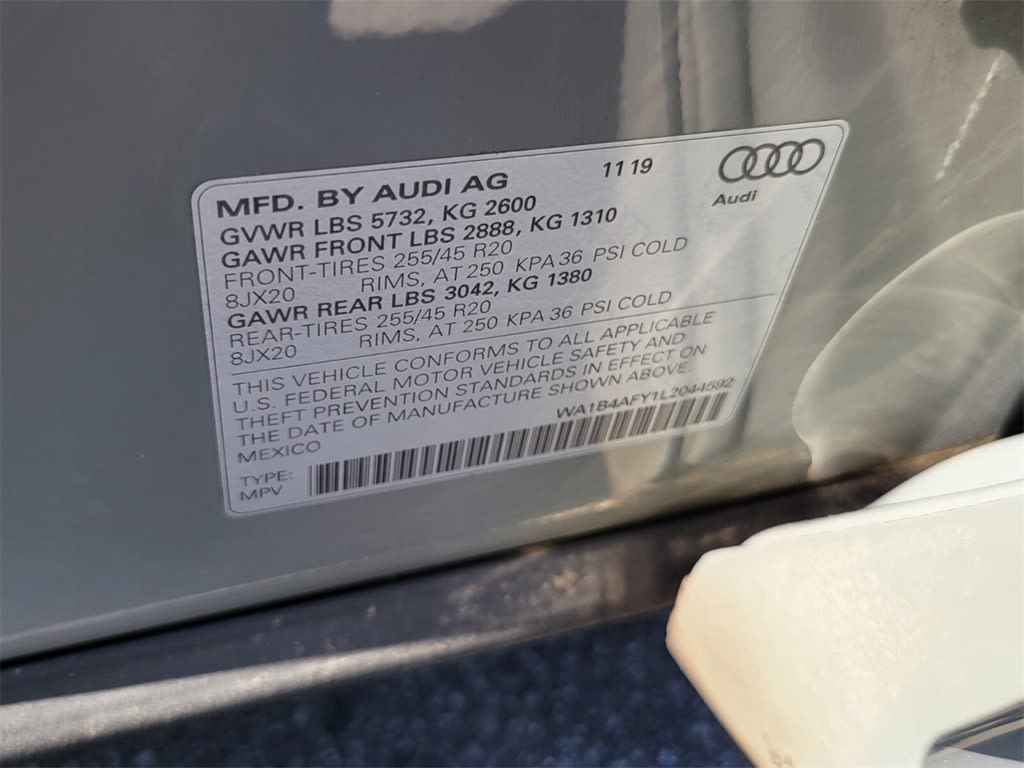 MFD. BY AUDI AG 11 19
Audi
GVWR LBS 5732, KG 2600
GAWR FRONT LBS 2888, KG 1310
FRONT-TIRES 255/45 R20
8JX20 RIMS, AT 250 KPA 36 PSI COLD
GAWR REAR LBS 3042, KG 1380
REAR-TIRES 255/45 R20
8JX20 RIMS, AT 250 KPA 36 PSI COLD
THIS VEHICLE CONFORMS TO ALL APPLICABLE
U.S. FEDERAL MOTOR VEHICLE SAFETY AND
THEFT PREVENTION STANDARDS IN EFFECT ON
THE DATE OF MANUFACTURE SHOWN ABOVE.
MEXICO WA1B4AFY1L2044592
TYPE:
MPV